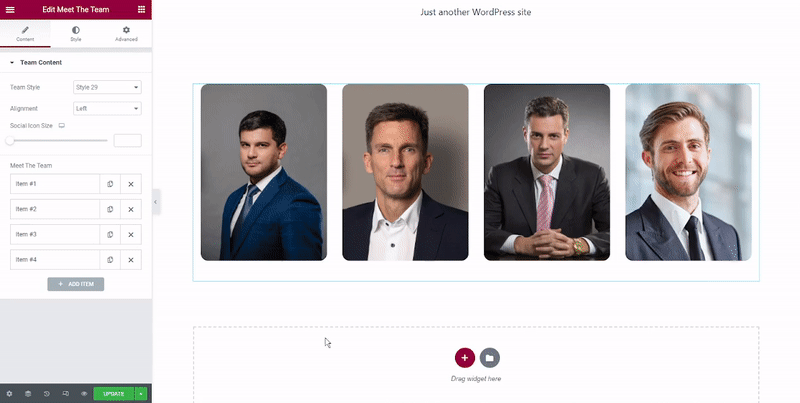 Edit Meet The Team
Content
Style
Advanced
Team Content
Team Style
Style 29
Alignment
Left
Social Icon Size
Meet The Team
Item #1
Item #2
Item #3
Item #4
+ ADD ITEM
UPDATE
Just another WordPress site
Drag widget here